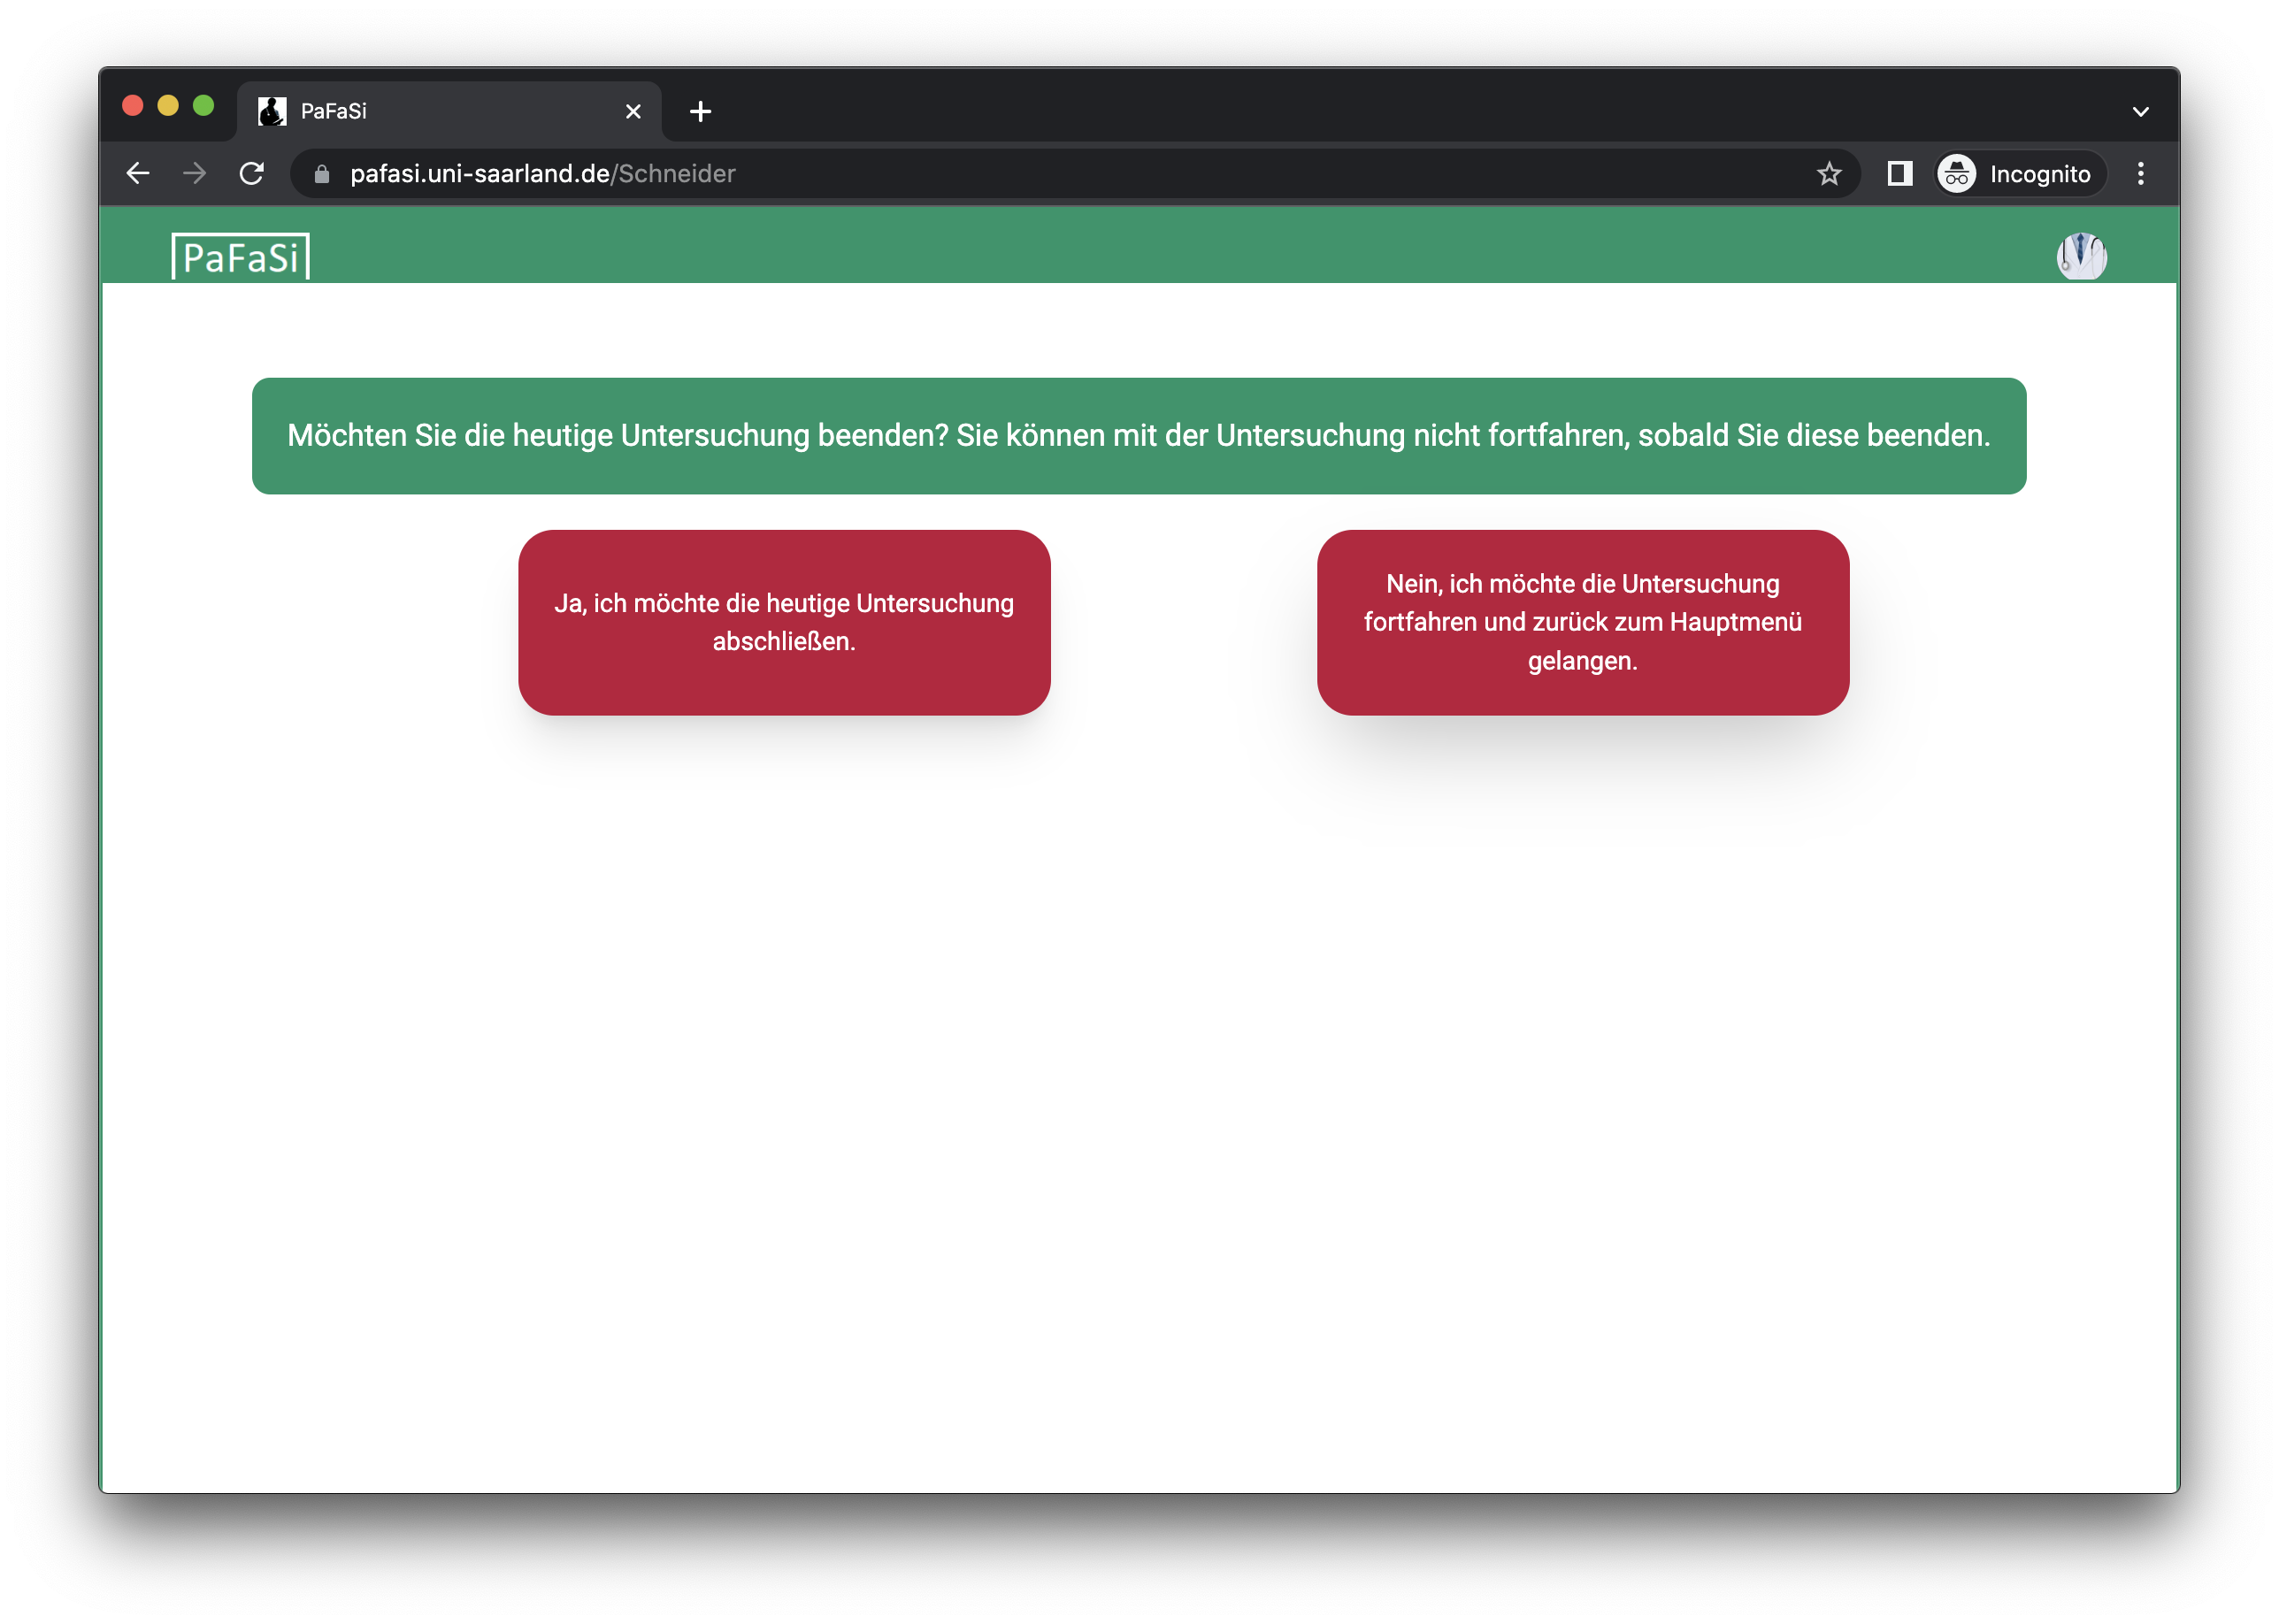 PaFaSi
pafasi.uni-saarland.de/Schneider
Incognito
PaFaSi
Möchten Sie die heutige Untersuchung beenden? Sie können mit der Untersuchung nicht fortfahren, sobald Sie diese beenden.
Ja, ich möchte die heutige Untersuchung
abschließen.
Nein, ich möchte die Untersuchung
fortfahren und zurück zum Hauptmenü
gelangen.